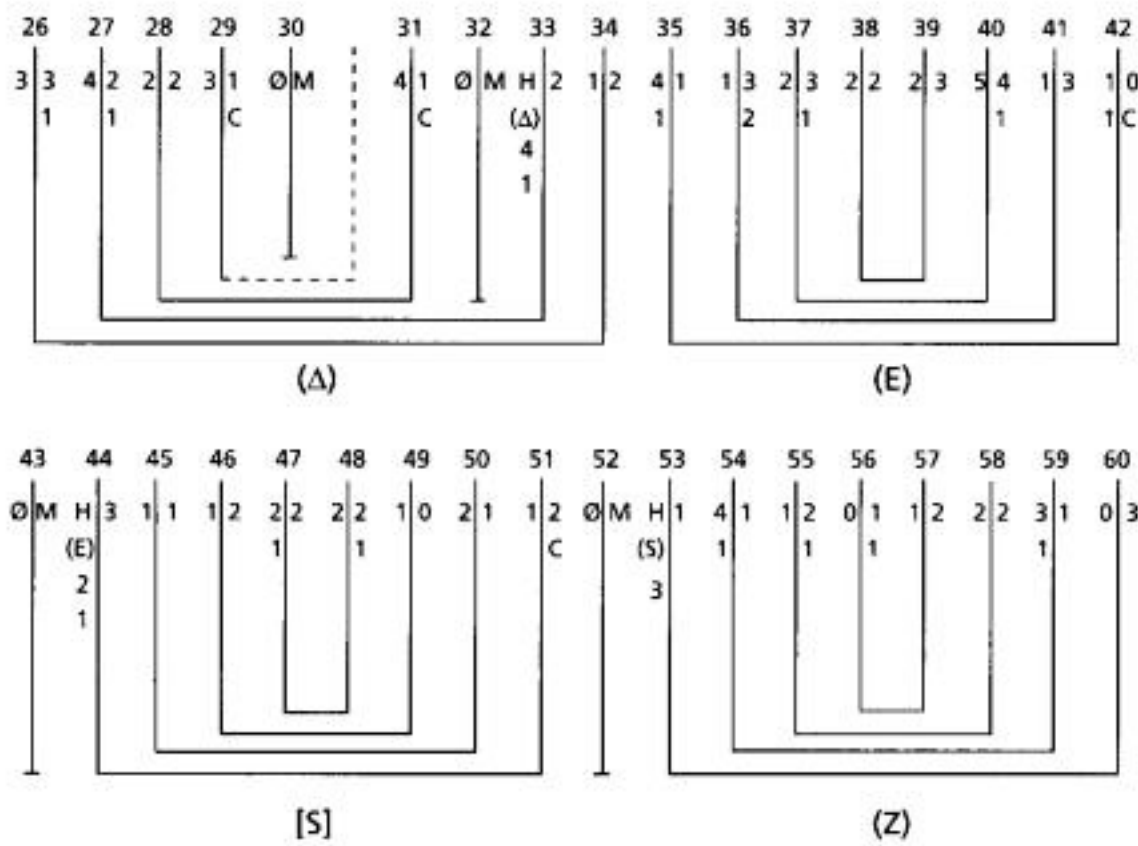 26 27 28 29 30 31 32 33 34 35 36 37 38 39 40 41 42
3 3 4 2 2 2 3 1 Ø M 4 1 Ø M H 2 1 2 4 1 1 3 2 3 2 2 2 3 5 4 1 3 1 0
1 1 C C (Δ) 1 2 1 1 1 C
4
1
(Δ) (E)
43 44 45 46 47 48 49 50 51 52 53 54 55 56 57 58 59 60
Ø M H 3 1 1 1 2 2 2 2 2 1 0 2 1 1 2 Ø M H 1 4 1 1 2 0 1 1 2 2 2 3 1 0 3
(E) 1 1 C (S) 1 1 1 1
2 3
1
[S] (Z)